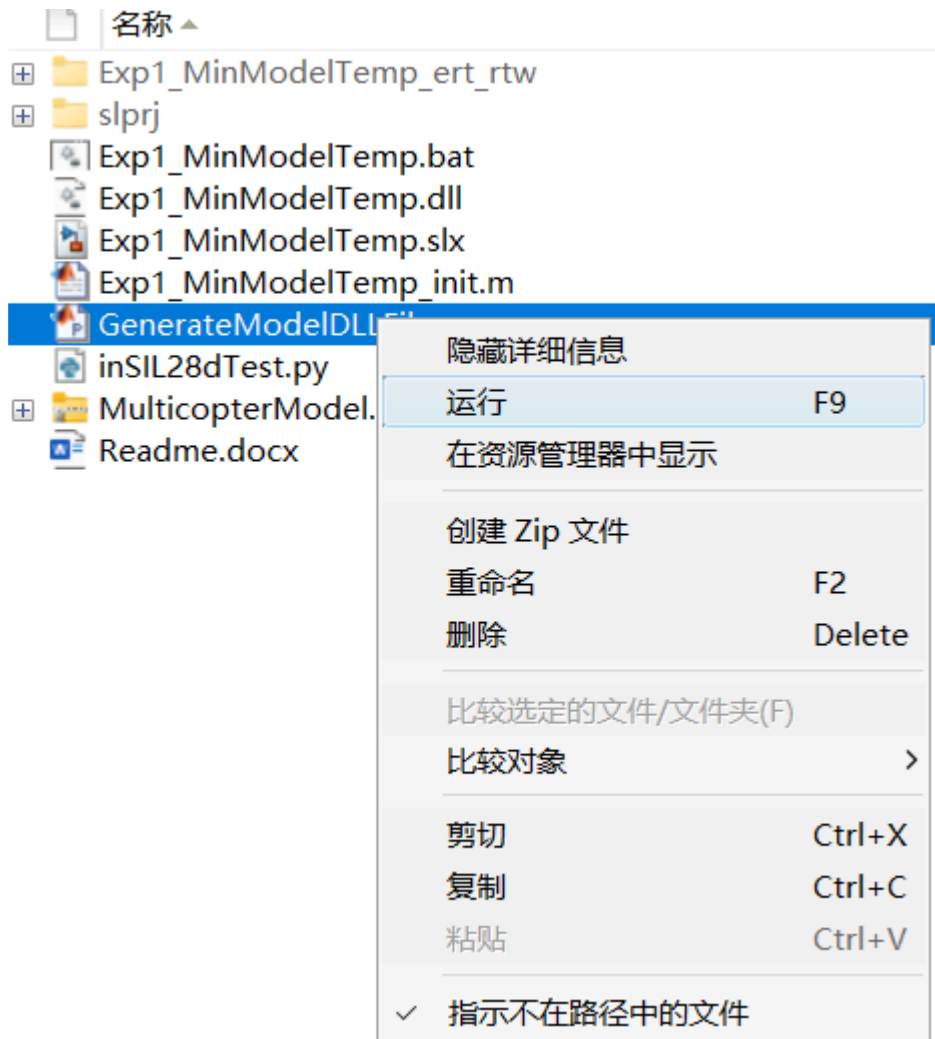 名称
Exp1_MinModelTemp_ert_rtw
slprj
Exp1_MinModelTemp.bat
Exp1_MinModelTemp.dll
Exp1_MinModelTemp.slx
Exp1_MinModelTemp_init.m
GenerateModelDLLFil
inSIL28dTest.py
MulticopterModel.
Readme.docx
隐藏详细信息
运行 F9
在资源管理器中显示
创建 Zip 文件
重命名 F2
删除 Delete
比较选定的文件/文件夹(F)
比较对象
剪切 Ctrl+X
复制 Ctrl+C
粘贴 Ctrl+V
指示不在路径中的文件